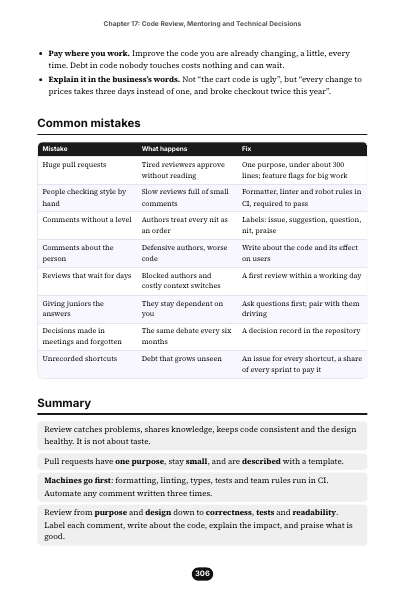 Chapter 17: Code Review, Mentoring and Technical Decisions
• Pay where you work. Improve the code you are already changing, a little, every
time. Debt in code nobody touches costs nothing and can wait.
• Explain it in the business's words. Not “the cart code is ugly”, but “every change to
prices takes three days instead of one, and broke checkout twice this year”.
Common mistakes
Mistake What happens Fix
Huge pull requests Tired reviewers approve One purpose, under about 300
without reading lines; feature flags for big work
People checking style by Slow reviews full of small Formatter, linter and robot rules in
hand comments CI, required to pass
Comments without a level Authors treat every nit as Labels: issue, suggestion, question,
an order nit, praise
Comments about the Defensive authors, worse Write about the code and its effect
person code on users
Reviews that wait for days Blocked authors and A first review within a working day
costly context switches
Giving juniors the They stay dependent on Ask questions first; pair with them
answers you driving
Decisions made in The same debate every six A decision record in the repository
meetings and forgotten months
Unrecorded shortcuts Debt that grows unseen An issue for every shortcut, a share
of every sprint to pay it
Summary
Review catches problems, shares knowledge, keeps code consistent and the design
healthy. It is not about taste.
Pull requests have one purpose, stay small, and are described with a template.
Machines go first: formatting, linting, types, tests and team rules run in CI.
Automate any comment written three times.
Review from purpose and design down to correctness, tests and readability.
Label each comment, write about the code, explain the impact, and praise what is
good.
306